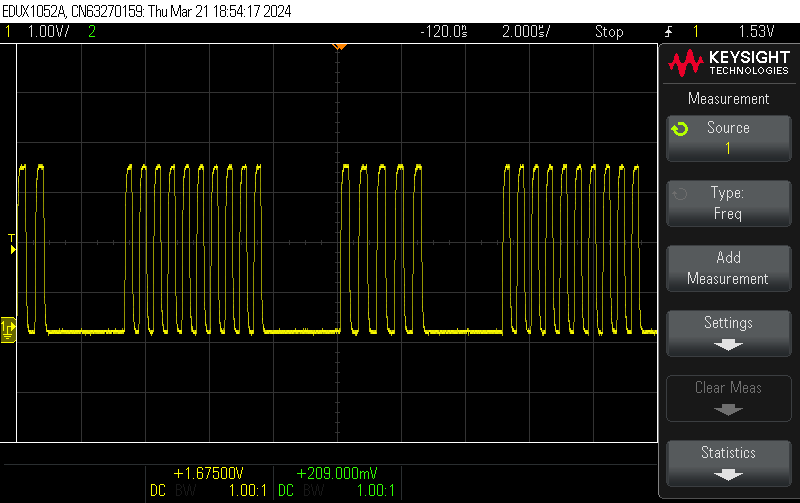 EDUX1052A, CN63270159: Thu Mar 21 18:54:17 2024
1 1.00V/ 2 -120.0ns 2.000s/ Stop 1 1.53V
KEYSIGHT
TECHNOLOGIES
Measurement
Source
1
Type:
Freq
Add
Measurement
Settings
Clear Meas
Statistics
T
1
+1.67500V +209.000mV
DC BW 1.00:1 DC BW 1.00:1